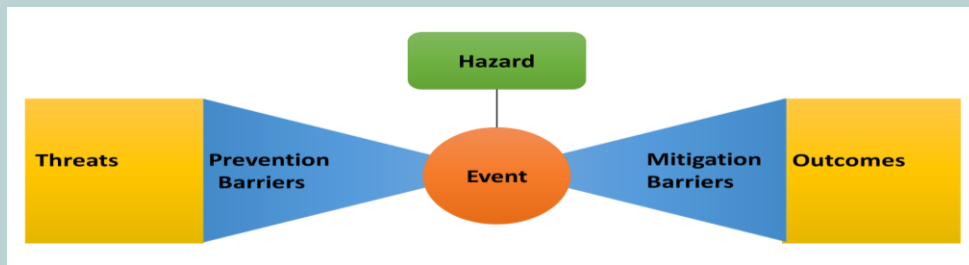 Hazard
Threats
Prevention
Barriers
Event
Mitigation
Barriers
Outcomes